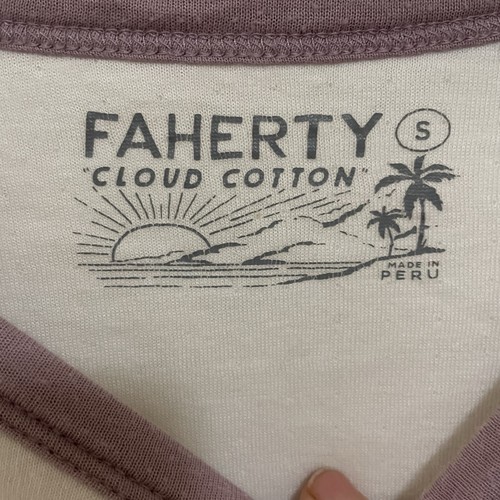 FAHERTY S
"CLOUD COTTON"
MADE IN
PERU